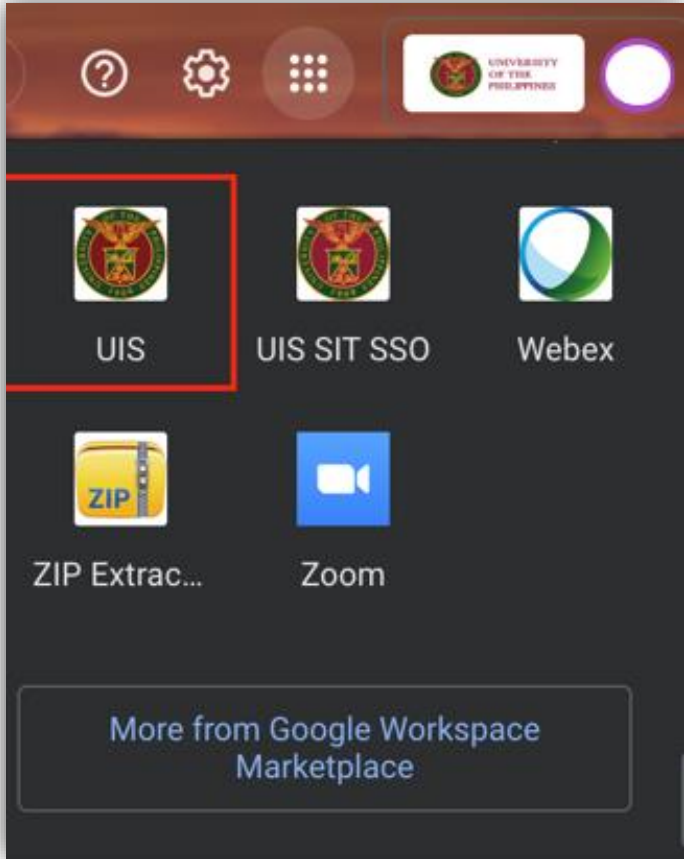 UNIVERSITY
OF THE
PHILIPPINES
UIS
UIS SIT SSO
Webex
ZIP
ZIP Extrac...
Zoom
More from Google Workspace
Marketplace